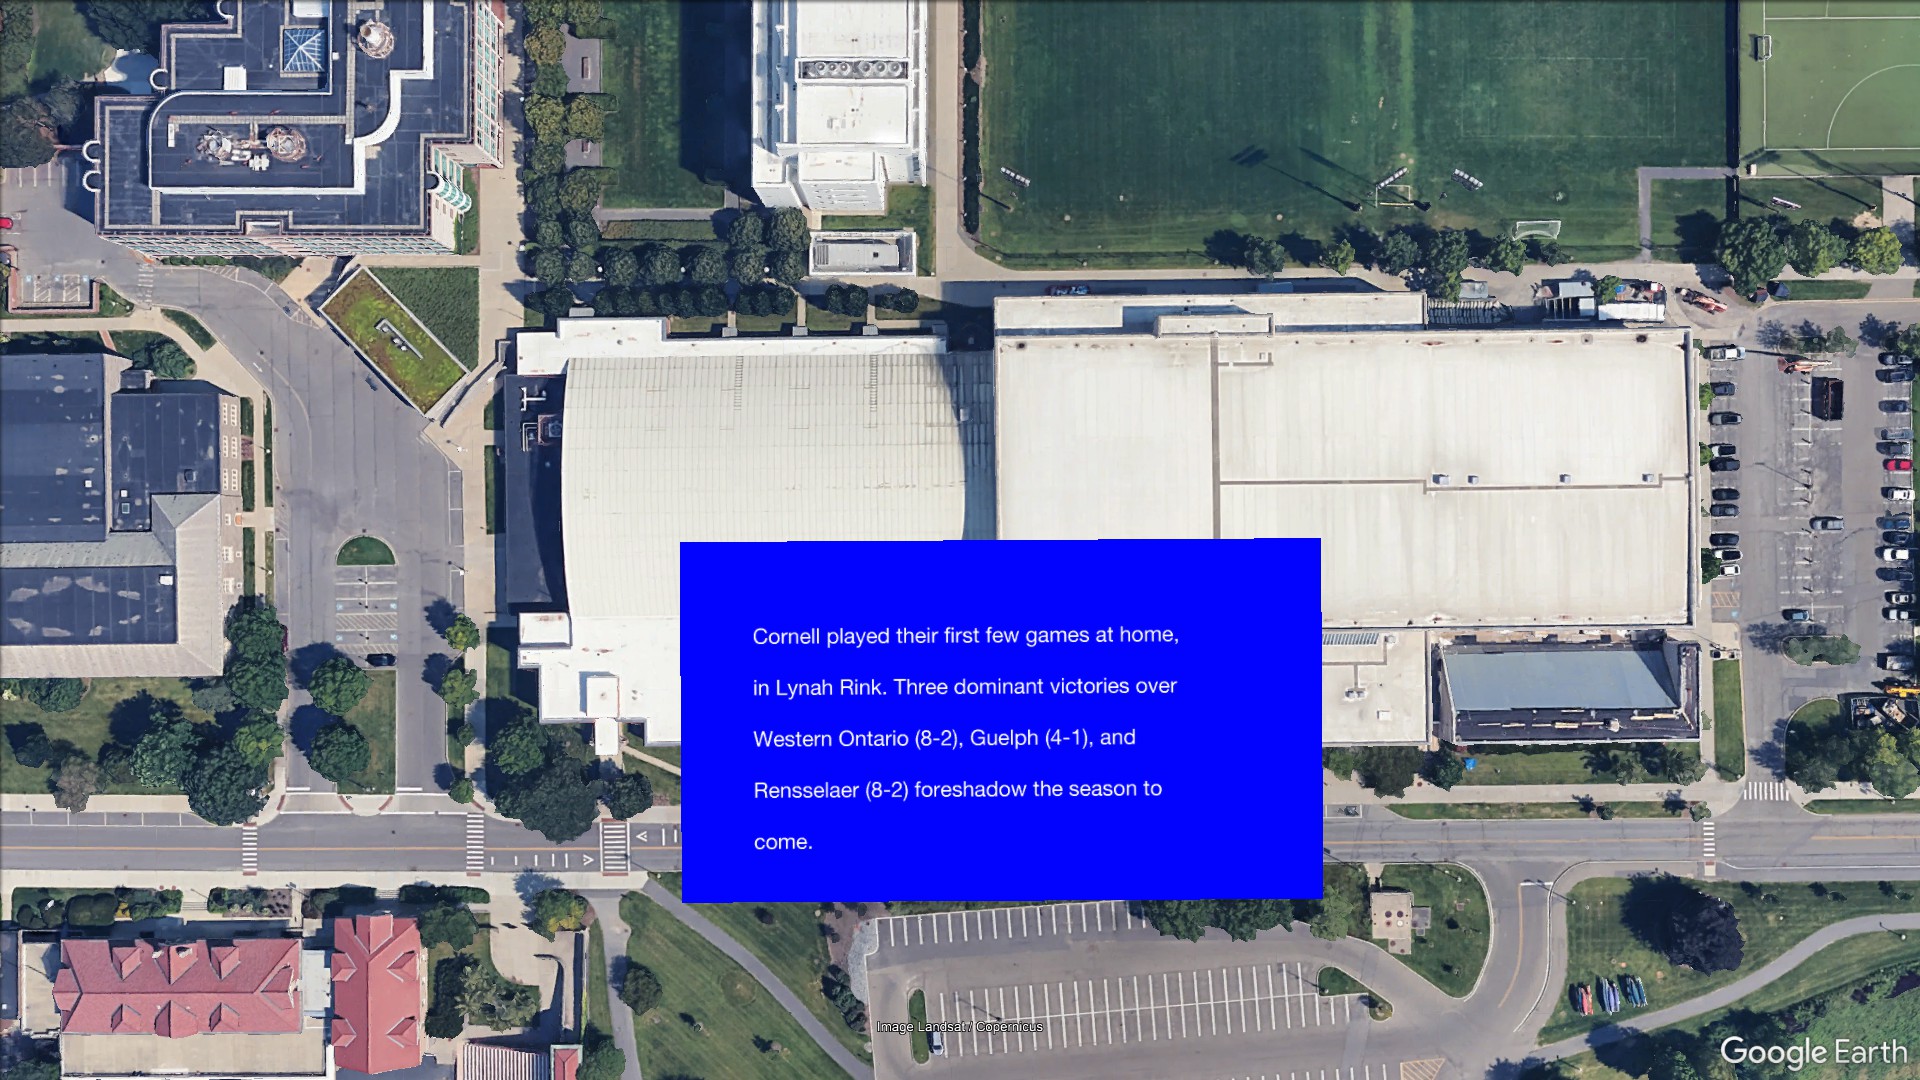 Cornell played their first few games at home,
in Lynah Rink. Three dominant victories over
Western Ontario (8-2), Guelph (4-1), and
Rensselaer (8-2) foreshadow the season to
come.
Image Landsat / Copernicus
Google Earth